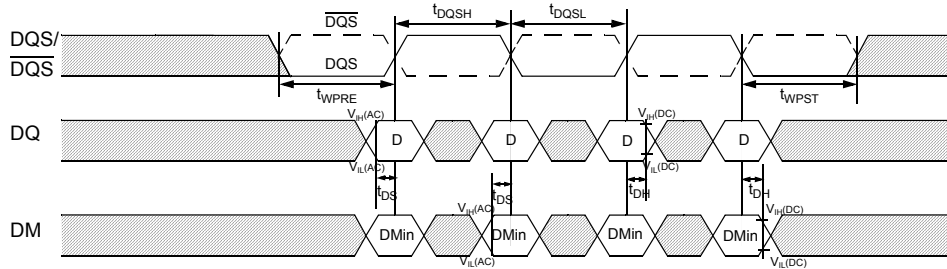 DQS tDQSH tDQSL
DQS/
DQS
DQS
tWPRE tWPST
VIH(AC) VIH(DC)
DQ D D D D
VIL(AC) VIL(DC)
tDS tDS tDH tDH
VIH(AC) VIH(DC)
DM DMin DMin DMin DMin
VIL(AC) VIL(DC)